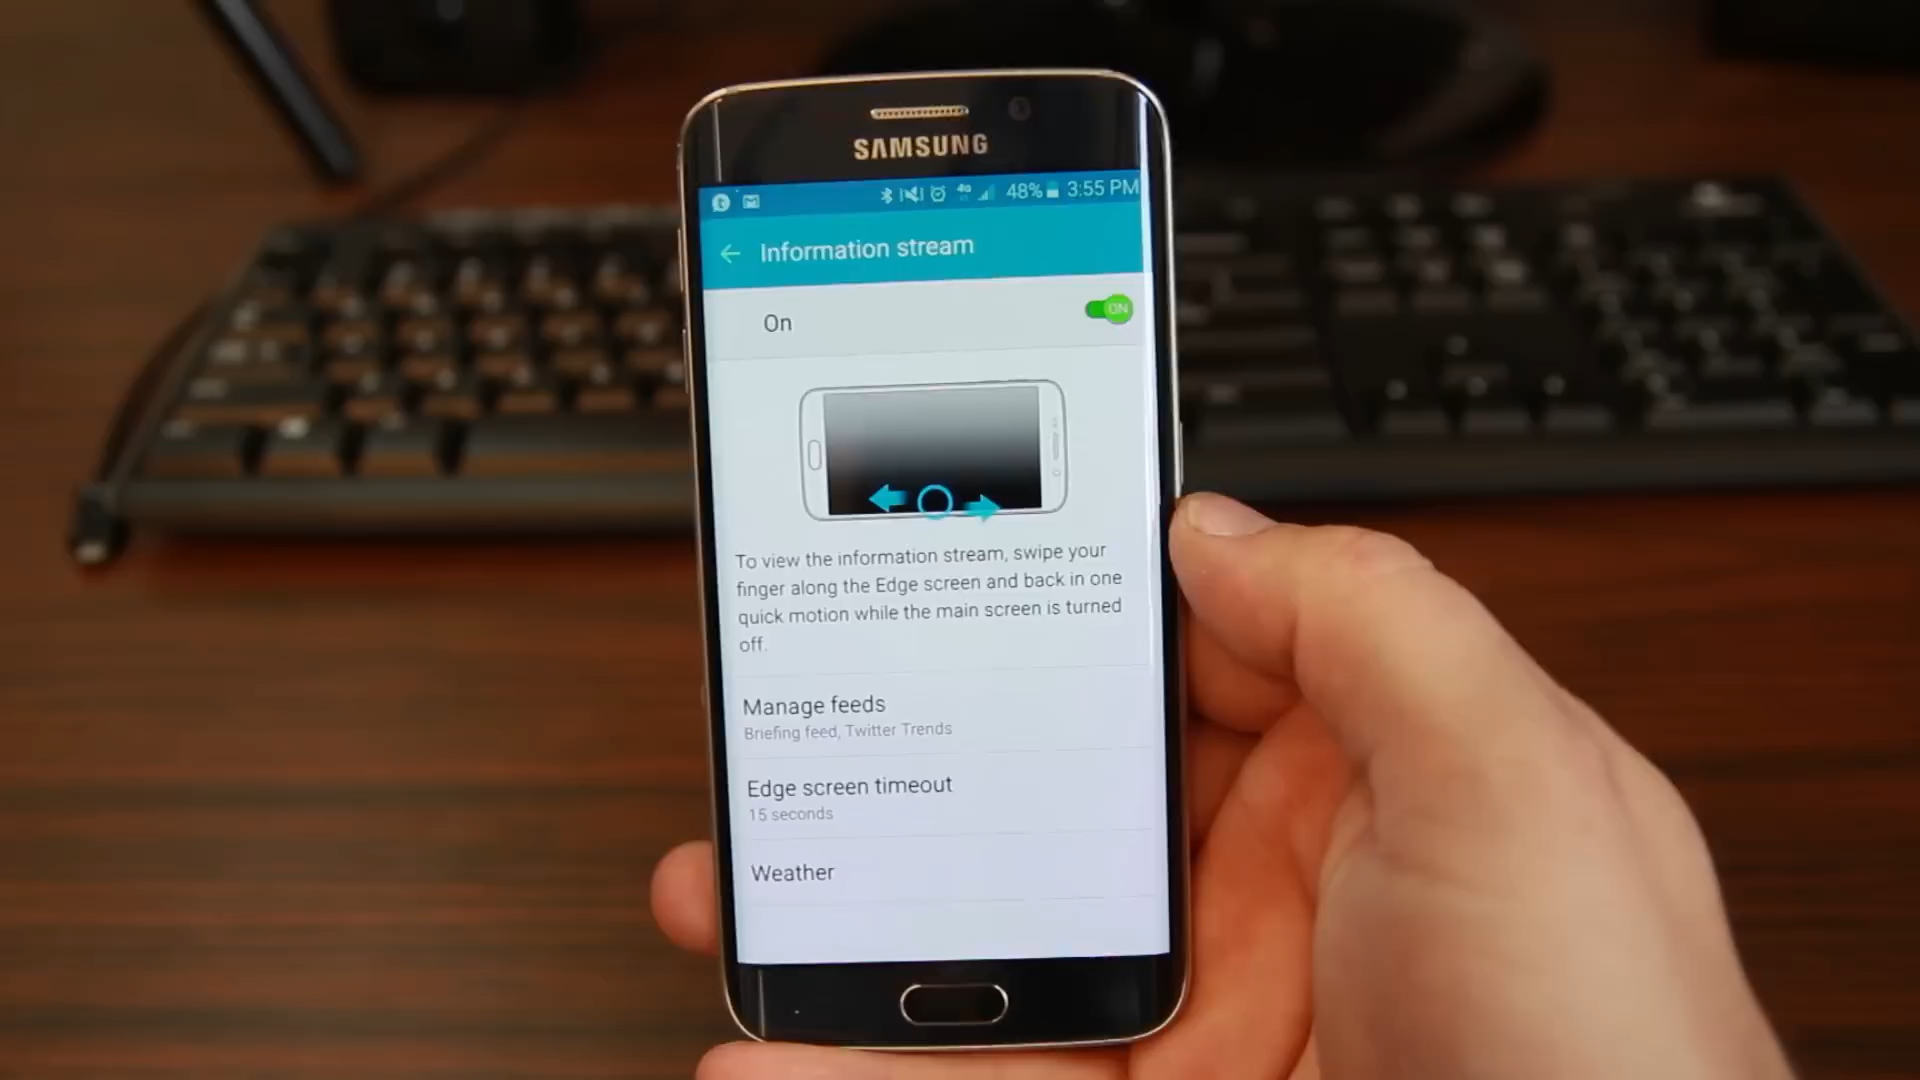 SAMSUNG
4G 48% 3:55 PM
Information stream
On
ON
To view the information stream, swipe your
finger along the Edge screen and back in one
quick motion while the main screen is turned
off.
Manage feeds
Briefing feed, Twitter Trends
Edge screen timeout
15 seconds
Weather